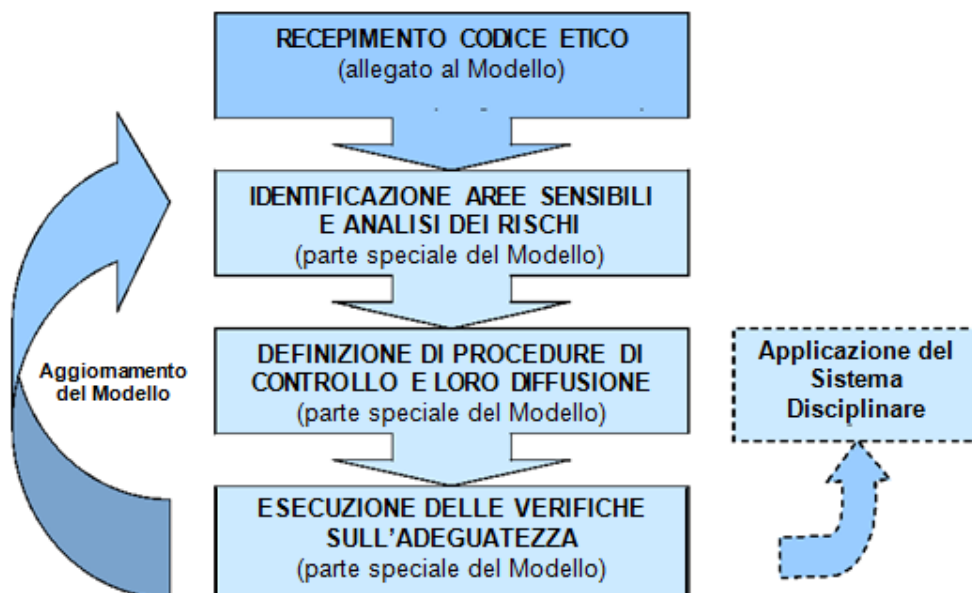 RECEPIMENTO CODICE ETICO
(allegato al Modello)
IDENTIFICAZIONE AREE SENSIBILI
E ANALISI DEI RISCHI
(parte speciale del Modello)
DEFINIZIONE DI PROCEDURE DI
CONTROLLO E LORO DIFFUSIONE
(parte speciale del Modello)
ESECUZIONE DELLE VERIFICHE
SULL'ADEGUATEZZA
(parte speciale del Modello)
Aggiornamento
del Modello
Applicazione del
Sistema
Disciplinare